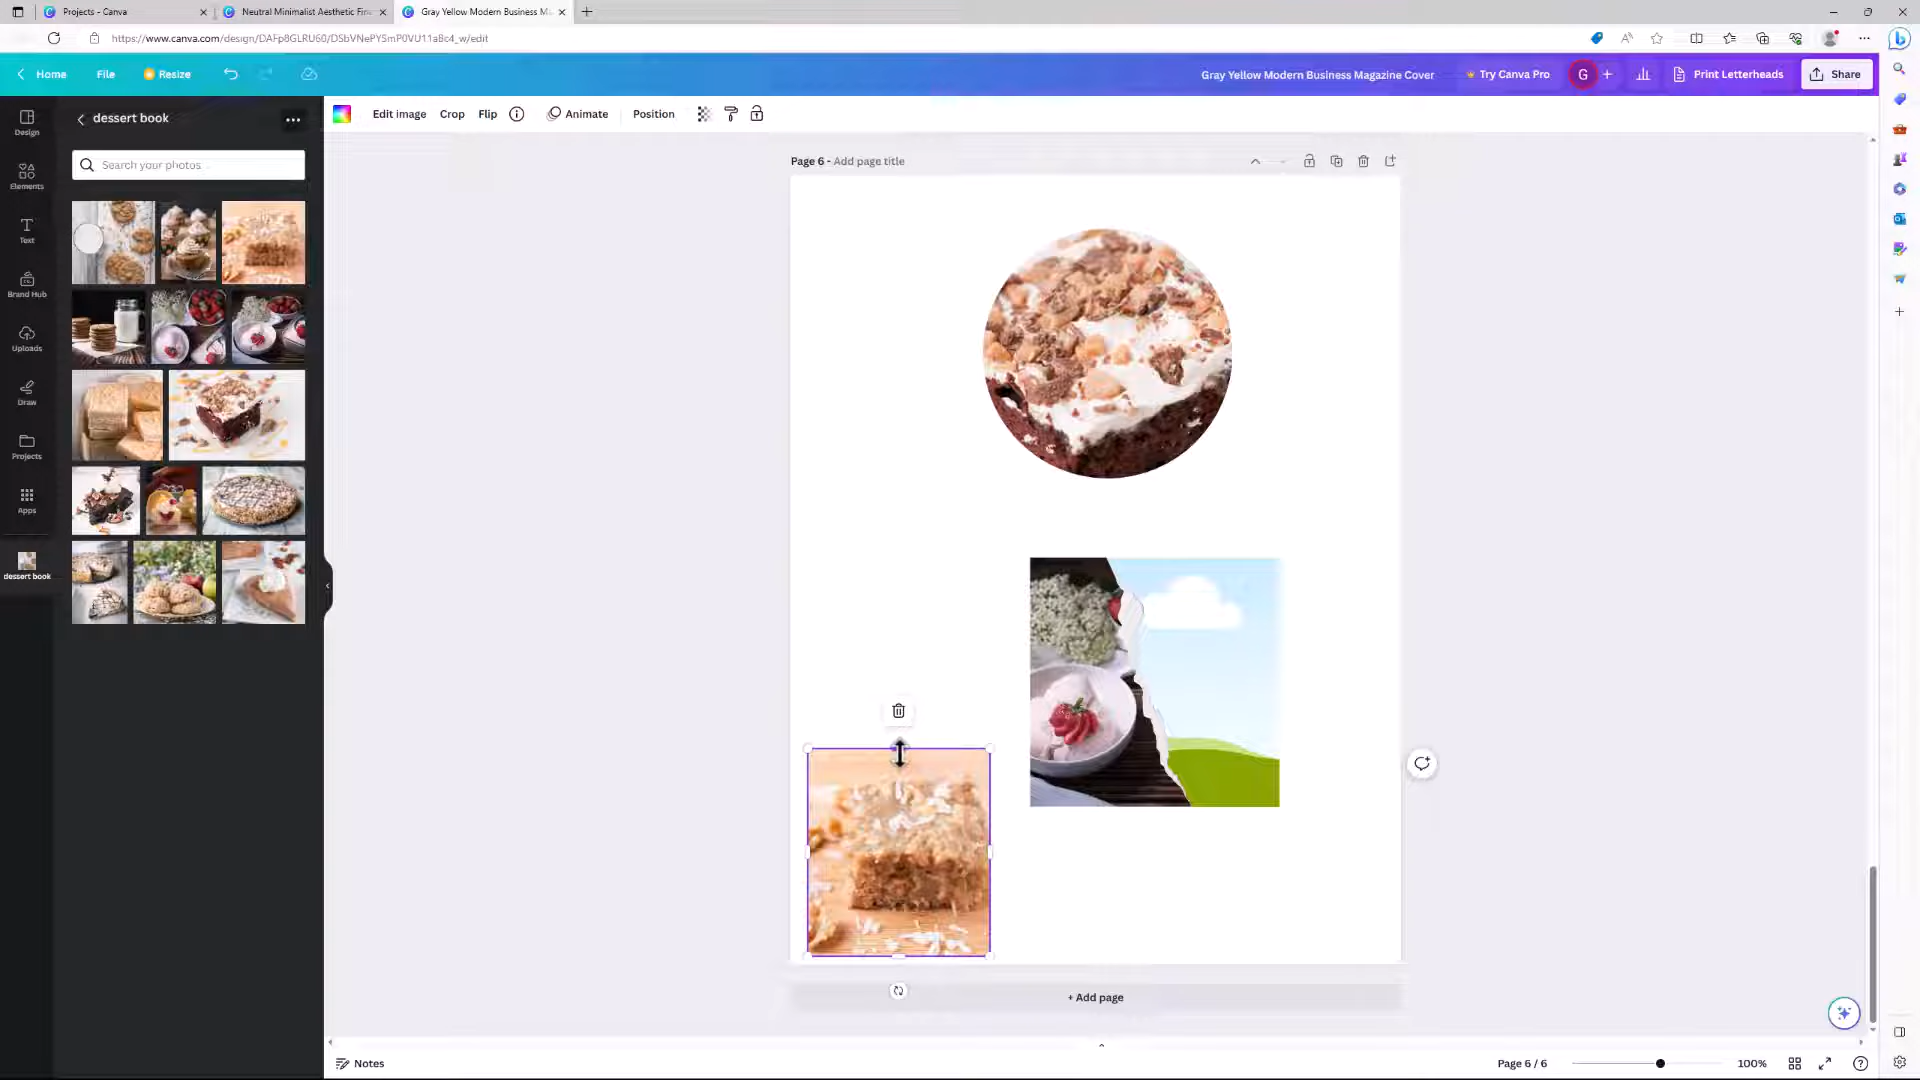 Projects - Canva
Neutral Minimalist Aesthetic Fin
Gray Yellow Modern Business M
https://www.canva.com/design/DAFp8GLRU60/DSbVNePYSmP0VU11a8c4_w/edit
Home
File
Resize
Gray Yellow Modern Business Magazine Cover
Try Canva Pro
G
Print Letterheads
Share
Design
Elements
Text
Brand Hub
Uploads
Draw
Projects
Apps
dessert book
dessert book
Search your photos
Edit image
Crop
Flip
Animate
Position
Page 6 - Add page title
+ Add page
Notes
Page 6 / 6
100%